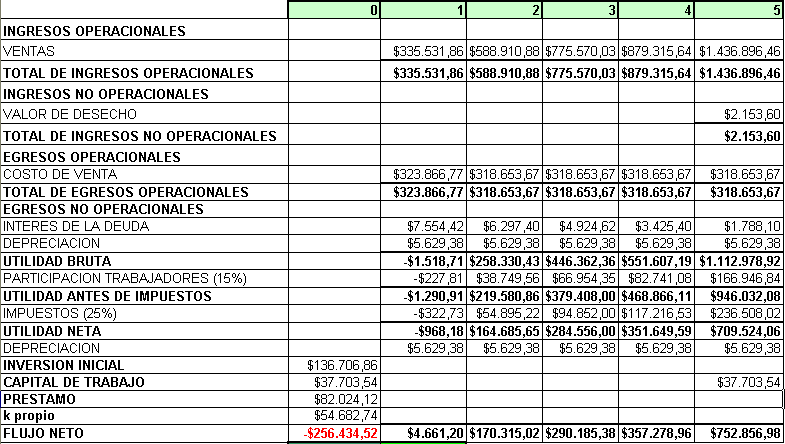 0 1 2 3 4 5
INGRESOS OPERACIONALES
VENTAS $335.531,86 $588.910,88 $775.570,03 $879.315,64 $1.436.896,46
TOTAL DE INGRESOS OPERACIONALES $335.531,86 $588.910,88 $775.570,03 $879.315,64 $1.436.896,46
INGRESOS NO OPERACIONALES
VALOR DE DESECHO $2.153,60
TOTAL DE INGRESOS NO OPERACIONALES $2.153,60
EGRESOS OPERACIONALES
COSTO DE VENTA $323.866,77 $318.653,67 $318.653,67 $318.653,67 $318.653,67
TOTAL DE EGRESOS OPERACIONALES $323.866,77 $318.653,67 $318.653,67 $318.653,67 $318.653,67
EGRESOS NO OPERACIONALES
INTERES DE LA DEUDA $7.554,42 $6.297,40 $4.924,62 $3.425,40 $1.788,10
DEPRECIACION $5.629,38 $5.629,38 $5.629,38 $5.629,38 $5.629,38
UTILIDAD BRUTA -$1.518,71 $258.330,43 $446.362,36 $551.607,19 $1.112.978,92
PARTICIPACION TRABAJADORES (15%) -$227,81 $38.749,56 $66.954,35 $82.741,08 $166.946,84
UTILIDAD ANTES DE IMPUESTOS -$1.290,91 $219.580,86 $379.408,00 $468.866,11 $946.032,08
IMPUESTOS (25%) -$322,73 $54.895,22 $94.852,00 $117.216,53 $236.508,02
UTILIDAD NETA -$968,18 $164.685,65 $284.556,00 $351.649,59 $709.524,06
DEPRECIACION $5.629,38 $5.629,38 $5.629,38 $5.629,38 $5.629,38
INVERSION INICIAL $136.706,86
CAPITAL DE TRABAJO $37.703,54 $37.703,54
PRESTAMO $82.024,12
k propio $54.682,74
FLUJO NETO -$256.434,52 $4.661,20 $170.315,02 $290.185,38 $357.278,96 $752.856,98